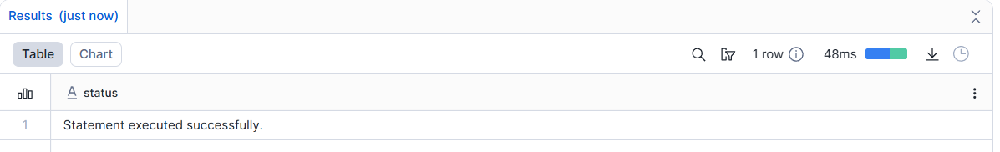 Results (just now)
Table Chart 1 row 48ms
A status
1 Statement executed successfully.